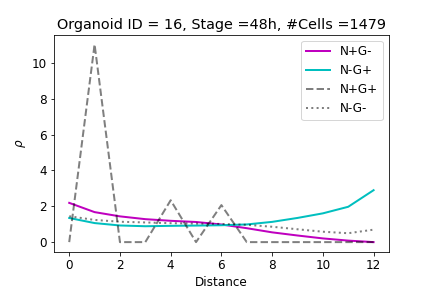 Organoid ID = 16, Stage =48h, #Cells =1479
N+G-
N-G+
N+G+
N-G-
ρ
10
8
6
4
2
0
0 2 4 6 8 10 12
Distance